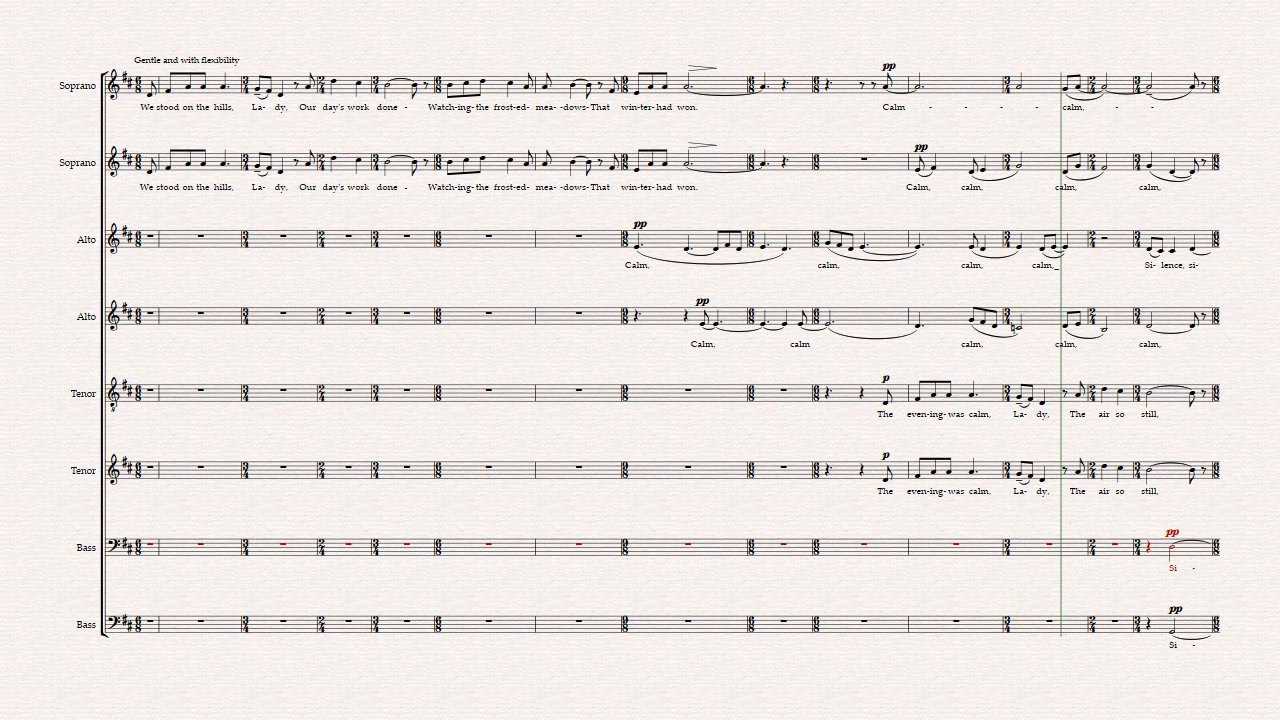 Gentle and with flexibility
pp
Soprano
We stood on the hills, La- dy, Our day's work done - Watch-ing-the frost-ed- mea- -dows-That win-ter-had won. Calm - - - - calm, - -
pp
Soprano
We stood on the hills, La- dy, Our day's work done - Watch-ing-the frost-ed- mea- -dows-That win-ter-had won. Calm, calm, calm, calm,
pp
Alto
Calm, calm, calm, calm,_ Si- lence, si-
pp
Alto
Calm, calm calm, calm, calm,
p
Tenor
The even-ing-was calm, La- dy, The air so still,
p
Tenor
The even-ing-was calm, La- dy, The air so still,
pp
Bass
Si -
pp
Bass
Si -